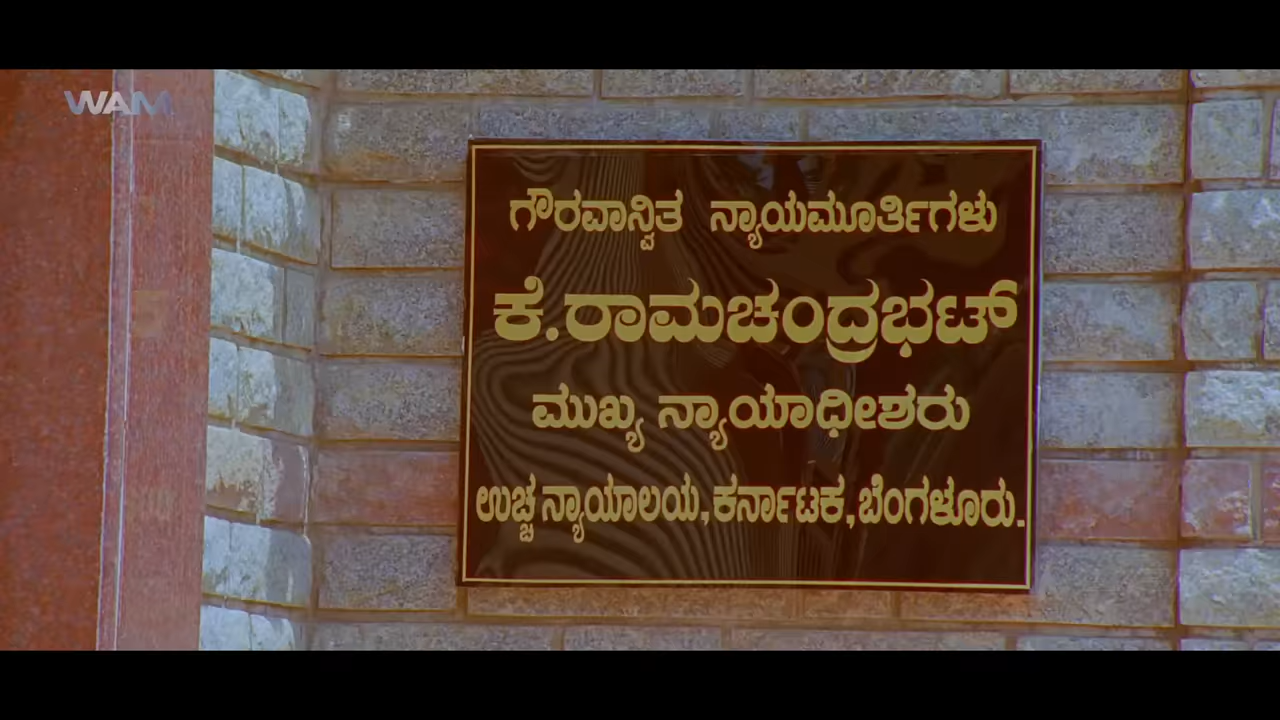 WAM
ಗೌರವಾನ್ವಿತ ನ್ಯಾಯಮೂರ್ತಿಗಳು
ಕೆ.ರಾಮಚಂದ್ರಭಟ್
ಮುಖ್ಯ ನ್ಯಾಯಾಧೀಶರು
ಉಚ್ಚ ನ್ಯಾಯಾಲಯ, ಕರ್ನಾಟಕ, ಬೆಂಗಳೂರು.